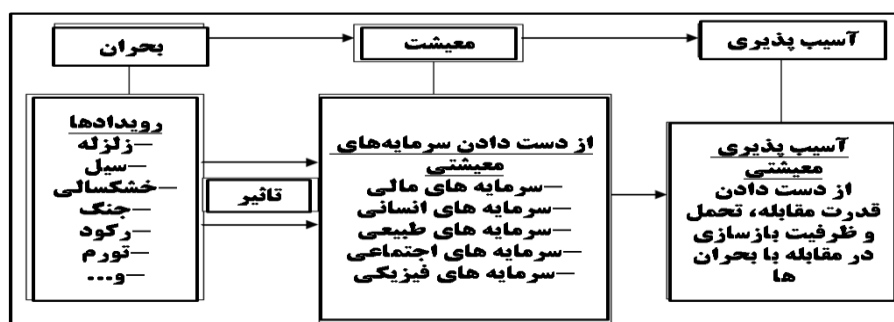 بحران
معیشت
آسیب پذیری
رویدادها
–زلزله
–سیل
–خشکسالی
–جنگ
–رکود
–تورم
–و...
تاثیر
از دست دادن سرمایه‌های
معیشتی
–سرمایه های مالی
–سرمایه های انسانی
–سرمایه های طبیعی
–سرمایه های اجتماعی
–سرمایه های فیزیکی
آسیب پذیری
معیشتی
از دست دادن
قدرت مقابله، تحمل
و ظرفیت بازسازی
در مقابله با بحران
ها